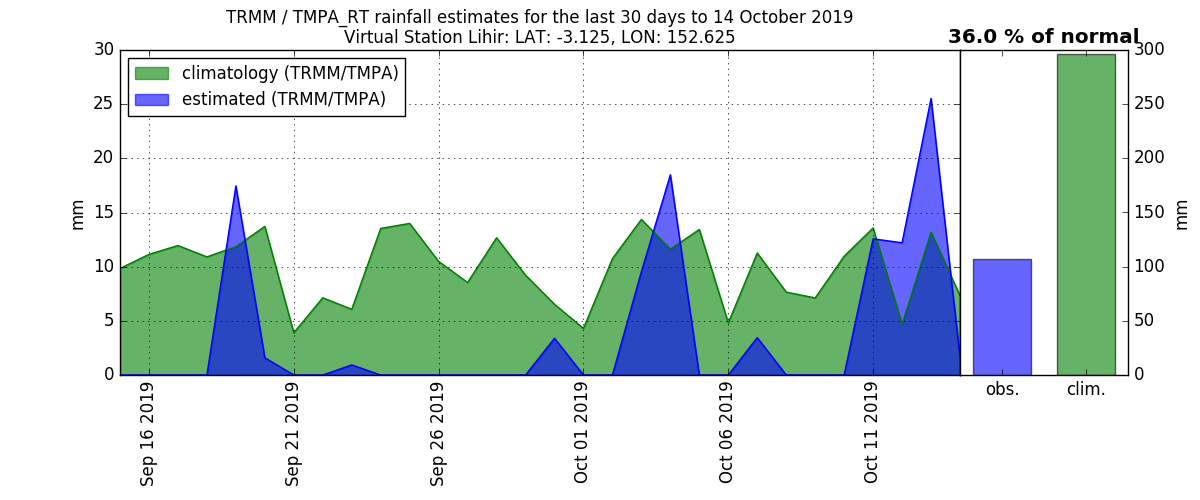 TRMM / TMPA_RT rainfall estimates for the last 30 days to 14 October 2019
Virtual Station Lihir: LAT: -3.125, LON: 152.625
36.0 % of normal
climatology (TRMM/TMPA)
estimated (TRMM/TMPA)
30
25
20
15
10
5
0
mm
Sep 16 2019
Sep 21 2019
Sep 26 2019
Oct 01 2019
Oct 06 2019
Oct 11 2019
obs.
clim.
300
250
200
150
100
50
0
mm